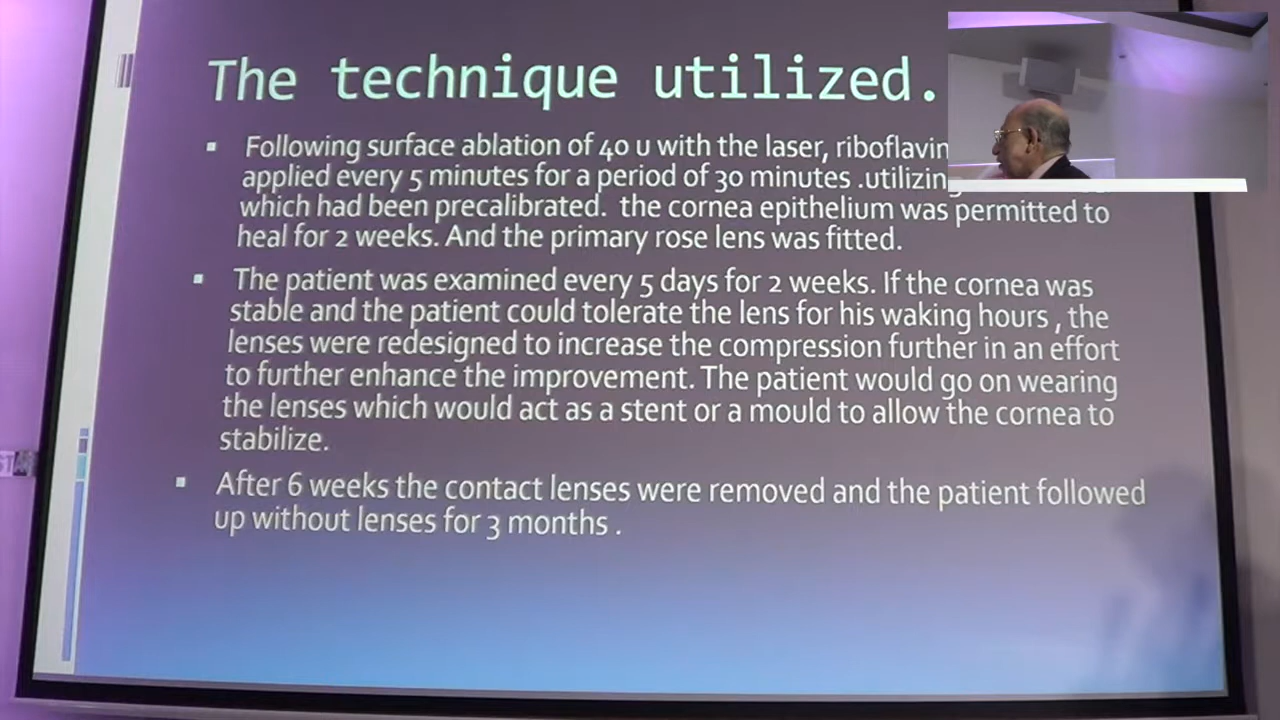 The technique utilized.
Following surface ablation of 40 u with the laser, riboflavin
applied every 5 minutes for a period of 30 minutes .utilizing
which had been precalibrated. the cornea epithelium was permitted to
heal for 2 weeks. And the primary rose lens was fitted.
The patient was examined every 5 days for 2 weeks. If the cornea was
stable and the patient could tolerate the lens for his waking hours , the
lenses were redesigned to increase the compression further in an effort
to further enhance the improvement. The patient would go on wearing
the lenses which would act as a stent or a mould to allow the cornea to
stabilize.
After 6 weeks the contact lenses were removed and the patient followed
up without lenses for 3 months .